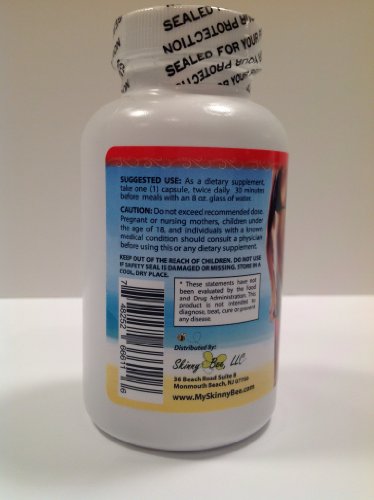 SEALED FOR YOUR
PROTECTION
SEALED FOR YOUR
SUGGESTED USE: As a dietary supplement,
take one (1) capsule, twice daily 30 minutes
before meals with an 8 oz. glass of water.
CAUTION: Do not exceed recommended dose.
Pregnant or nursing mothers, children under
the age of 18, and individuals with a known
medical condition should consult a physician
before using this or any dietary supplement.
KEEP OUT OF THE REACH OF CHILDREN. DO NOT USE
IF SAFETY SEAL IS DAMAGED OR MISSING. STORE IN A
COOL, DRY PLACE.
* These statements have not
been evaluated by the Food
and Drug Administration. This
product is not intended to
diagnose, treat, cure or prevent
any disease.
Distributed By:
Skinny Bee, LLC
36 Beach Road Suite 8
Monmouth Beach, NJ 07750
www.MySkinnyBee.com